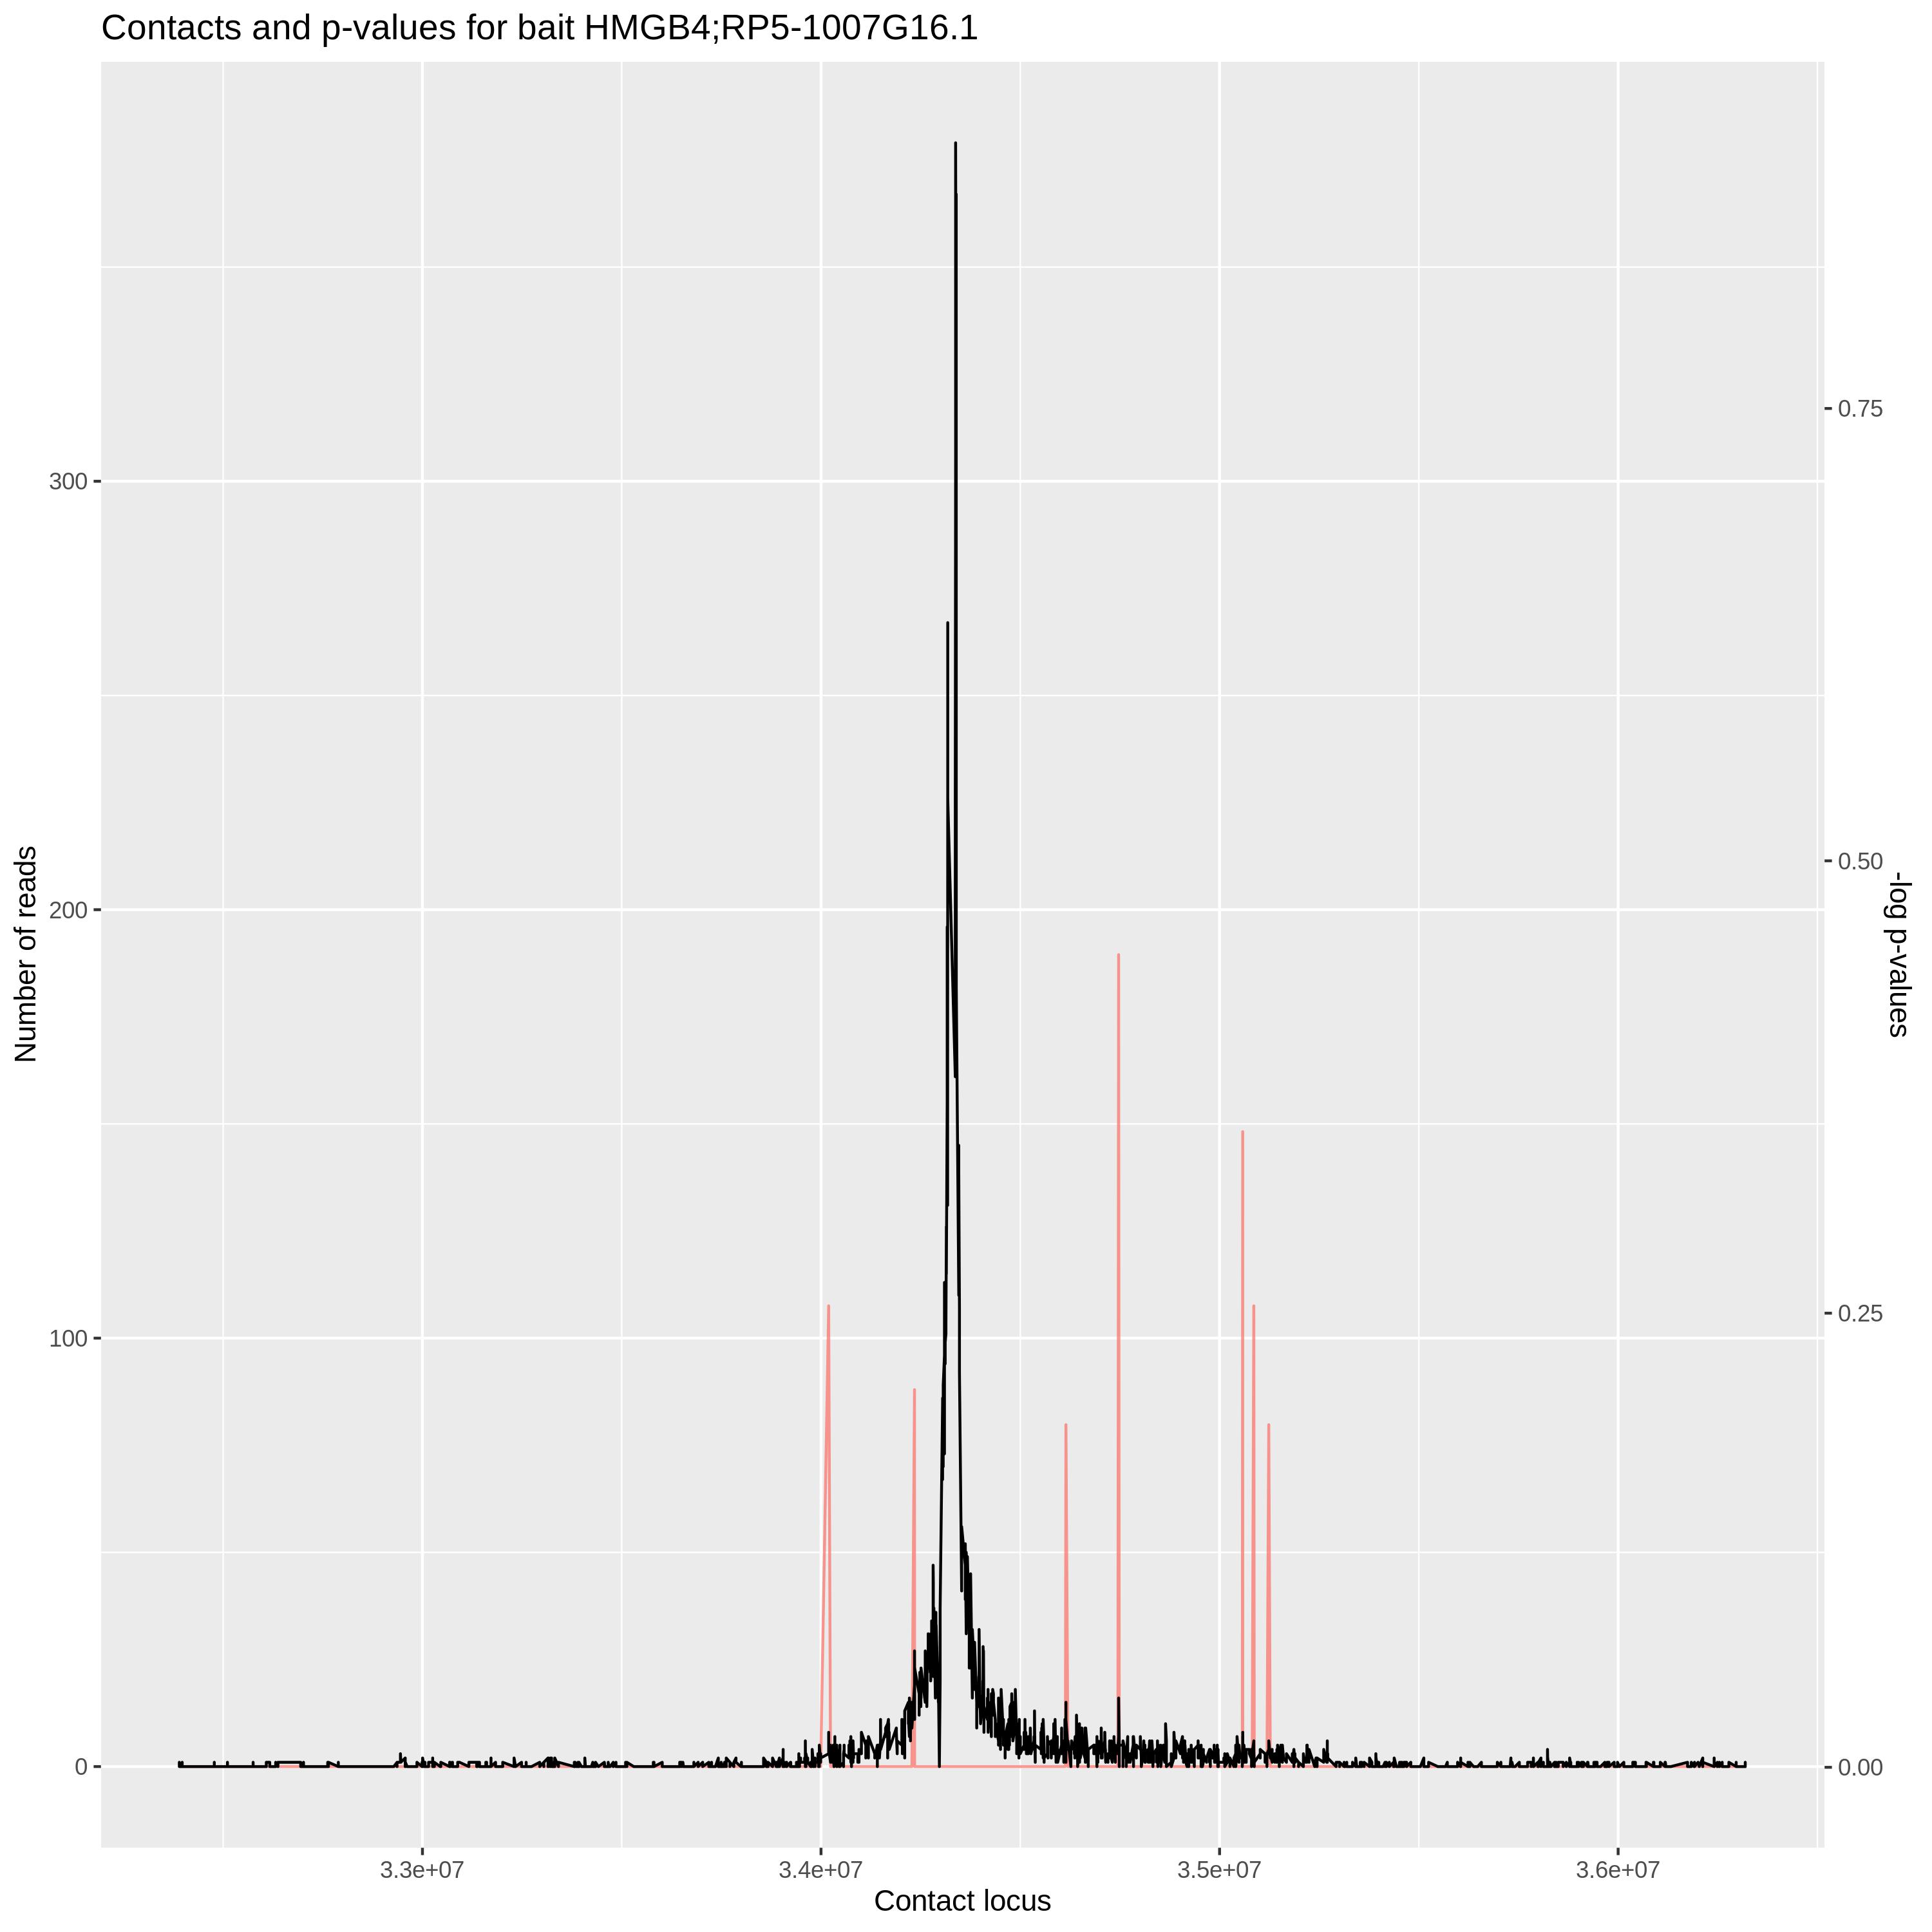 Contacts and p-values for bait HMGB4;RP5-1007G16.1
Number of reads
300
200
100
0
0.75
0.50
0.25
0.00
-log p-values
3.3e+07
3.4e+07
3.5e+07
3.6e+07
Contact locus